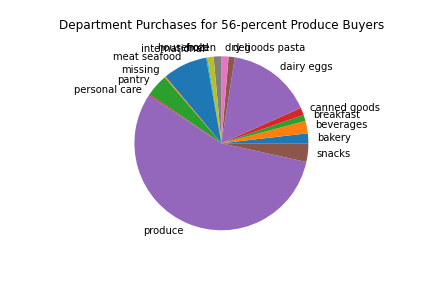 Department Purchases for 56-percent Produce Buyers
household
frozen
deli
dry goods pasta
international
meat seafood
dairy eggs
missing
pantry
personal care
canned goods
breakfast
beverages
bakery
snacks
produce